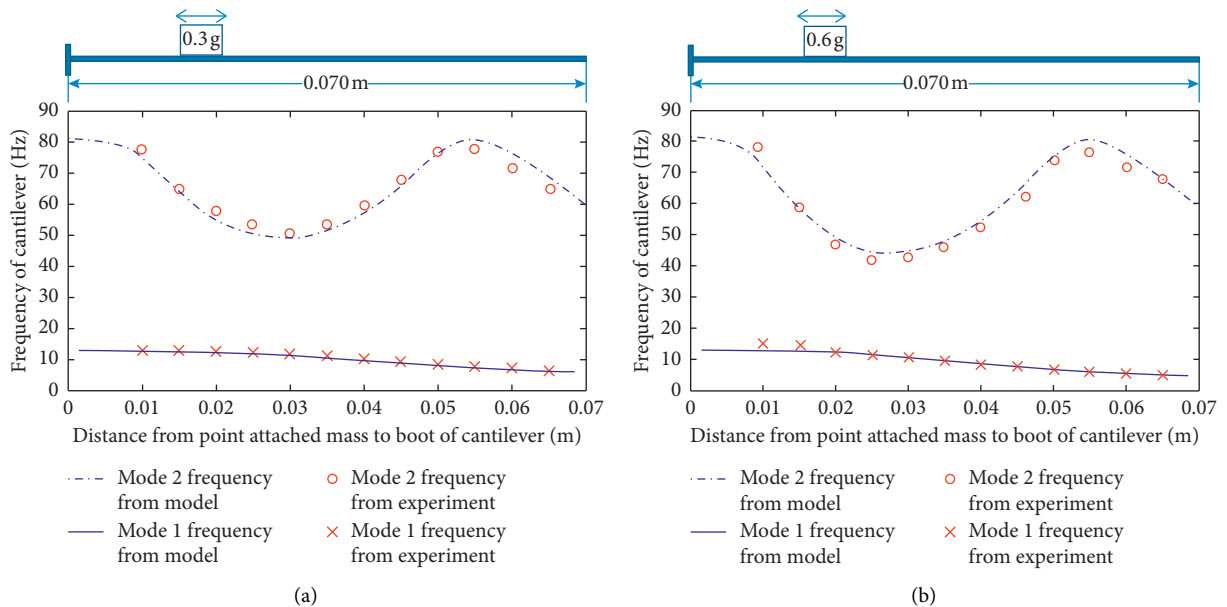 0.3 g
0.070 m
Frequency of cantilever (Hz)
90
80
70
60
50
40
30
20
10
0
0 0.01 0.02 0.03 0.04 0.05 0.06 0.07
Distance from point attached mass to boot of cantilever (m)
Mode 2 frequency
from model
Mode 2 frequency
from experiment
Mode 1 frequency
from model
Mode 1 frequency
from experiment
(a)
0.6 g
0.070 m
Frequency of cantilever (Hz)
90
80
70
60
50
40
30
20
10
0
0 0.01 0.02 0.03 0.04 0.05 0.06 0.07
Distance from point attached mass to boot of cantilever (m)
Mode 2 frequency
from model
Mode 2 frequency
from experiment
Mode 1 frequency
from model
Mode 1 frequency
from experiment
(b)